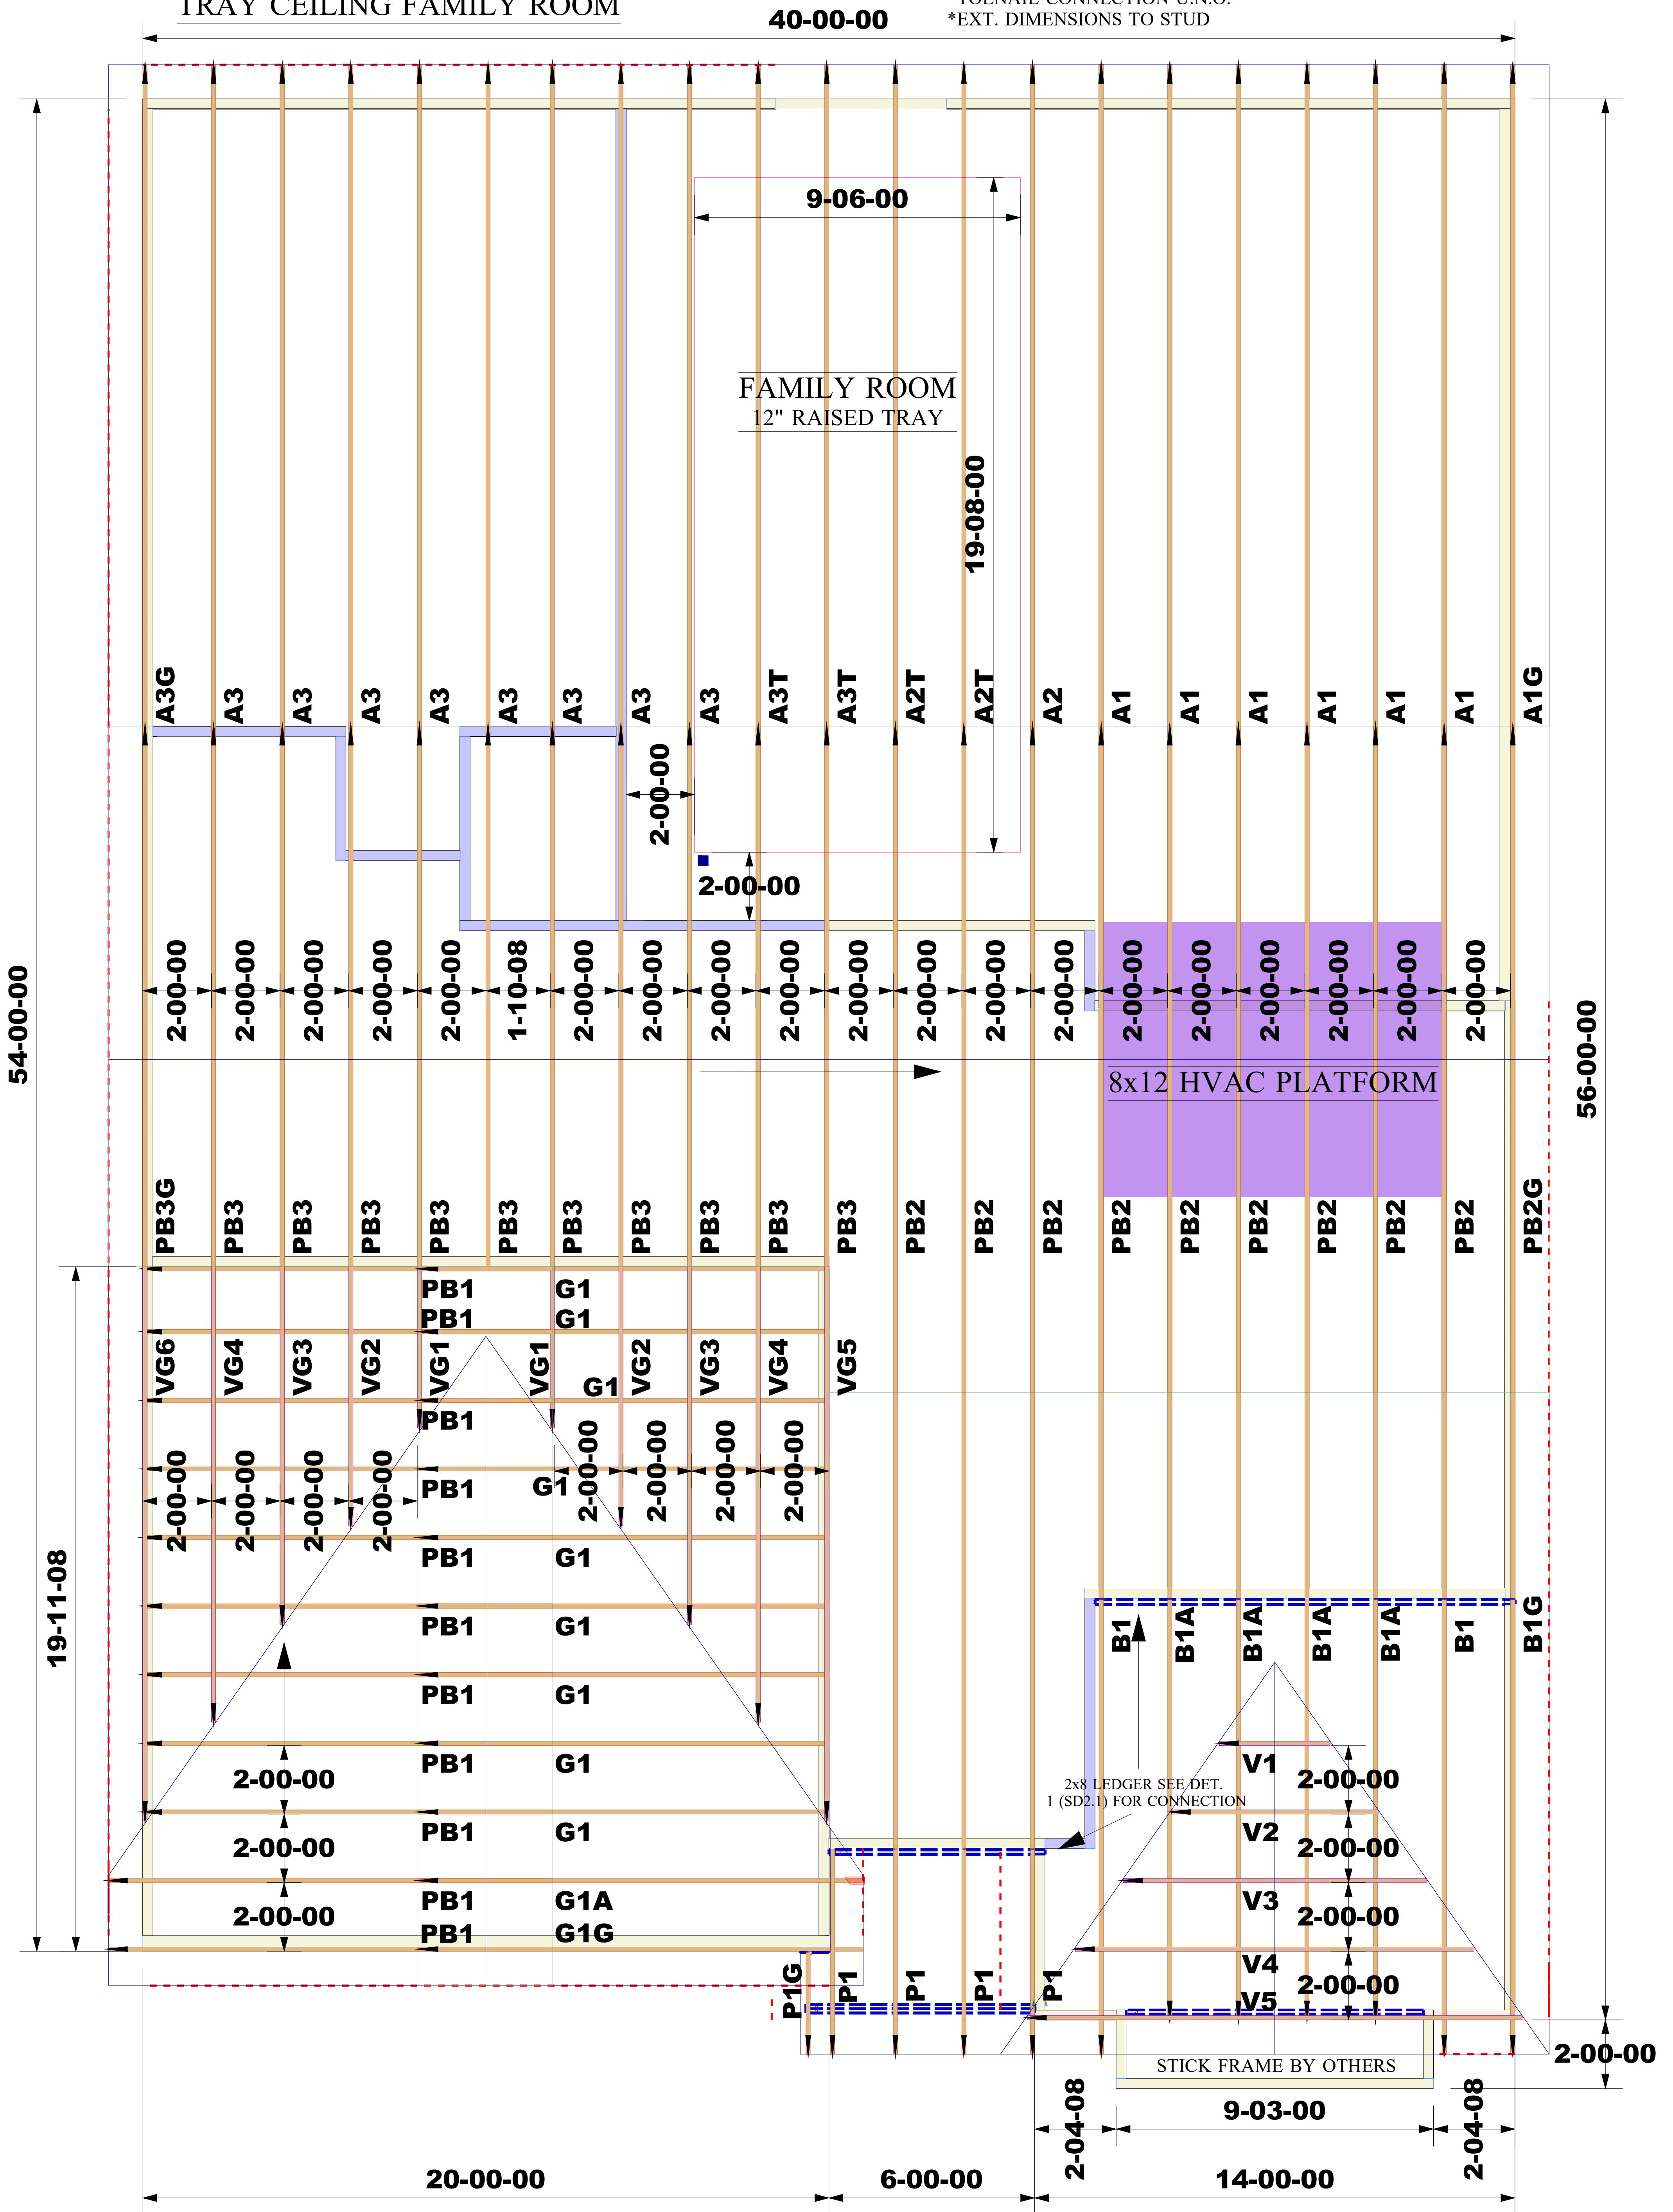 TRAY CEILING FAMILY ROOM
TOENAIL CONNECTION U.N.O.
*EXT. DIMENSIONS TO STUD
40-00-00
9-06-00
FAMILY ROOM
12" RAISED TRAY
19-08-00
A3G A3 A3 A3 A3 A3 A3 A3 A3 A3T A3T A2T A2T A2 A1 A1 A1 A1 A1 A1 A1G
2-00-00
2-00-00
54-00-00
2-00-00 2-00-00 2-00-00 2-00-00 2-00-00 1-10-08 2-00-00 2-00-00 2-00-00 2-00-00 2-00-00 2-00-00 2-00-00 2-00-00 2-00-00 2-00-00 2-00-00 2-00-00 2-00-00 2-00-00
56-00-00
8x12 HVAC PLATFORM
PB3G PB3 PB3 PB3 PB3 PB3 PB3 PB3 PB3 PB3 PB3 PB2 PB2 PB2 PB2 PB2 PB2 PB2 PB2 PB2 PB2G
PB1 G1
PB1 G1
VG6 VG4 VG3 VG2 VG1 VG1 VG2 VG3 VG4 VG5
G1
PB1
2-00-00 2-00-00 2-00-00 2-00-00
2-00-00 2-00-00 2-00-00 2-00-00
PB1 G1
PB1 G1
19-11-08
PB1 G1
B1 B1A B1A B1A B1A B1 B1G
PB1 G1
PB1 G1
V1
2-00-00
2-00-00
2x8 LEDGER SEE DET.
1 (SD2.1) FOR CONNECTION
PB1 G1
V2
2-00-00
2-00-00
PB1 G1A
V3
2-00-00
2-00-00
PB1 G1G
V4
2-00-00
V5
P1G P1 P1 P1 P1
2-00-00
STICK FRAME BY OTHERS
2-04-08
9-03-00
2-04-08
20-00-00
6-00-00
14-00-00